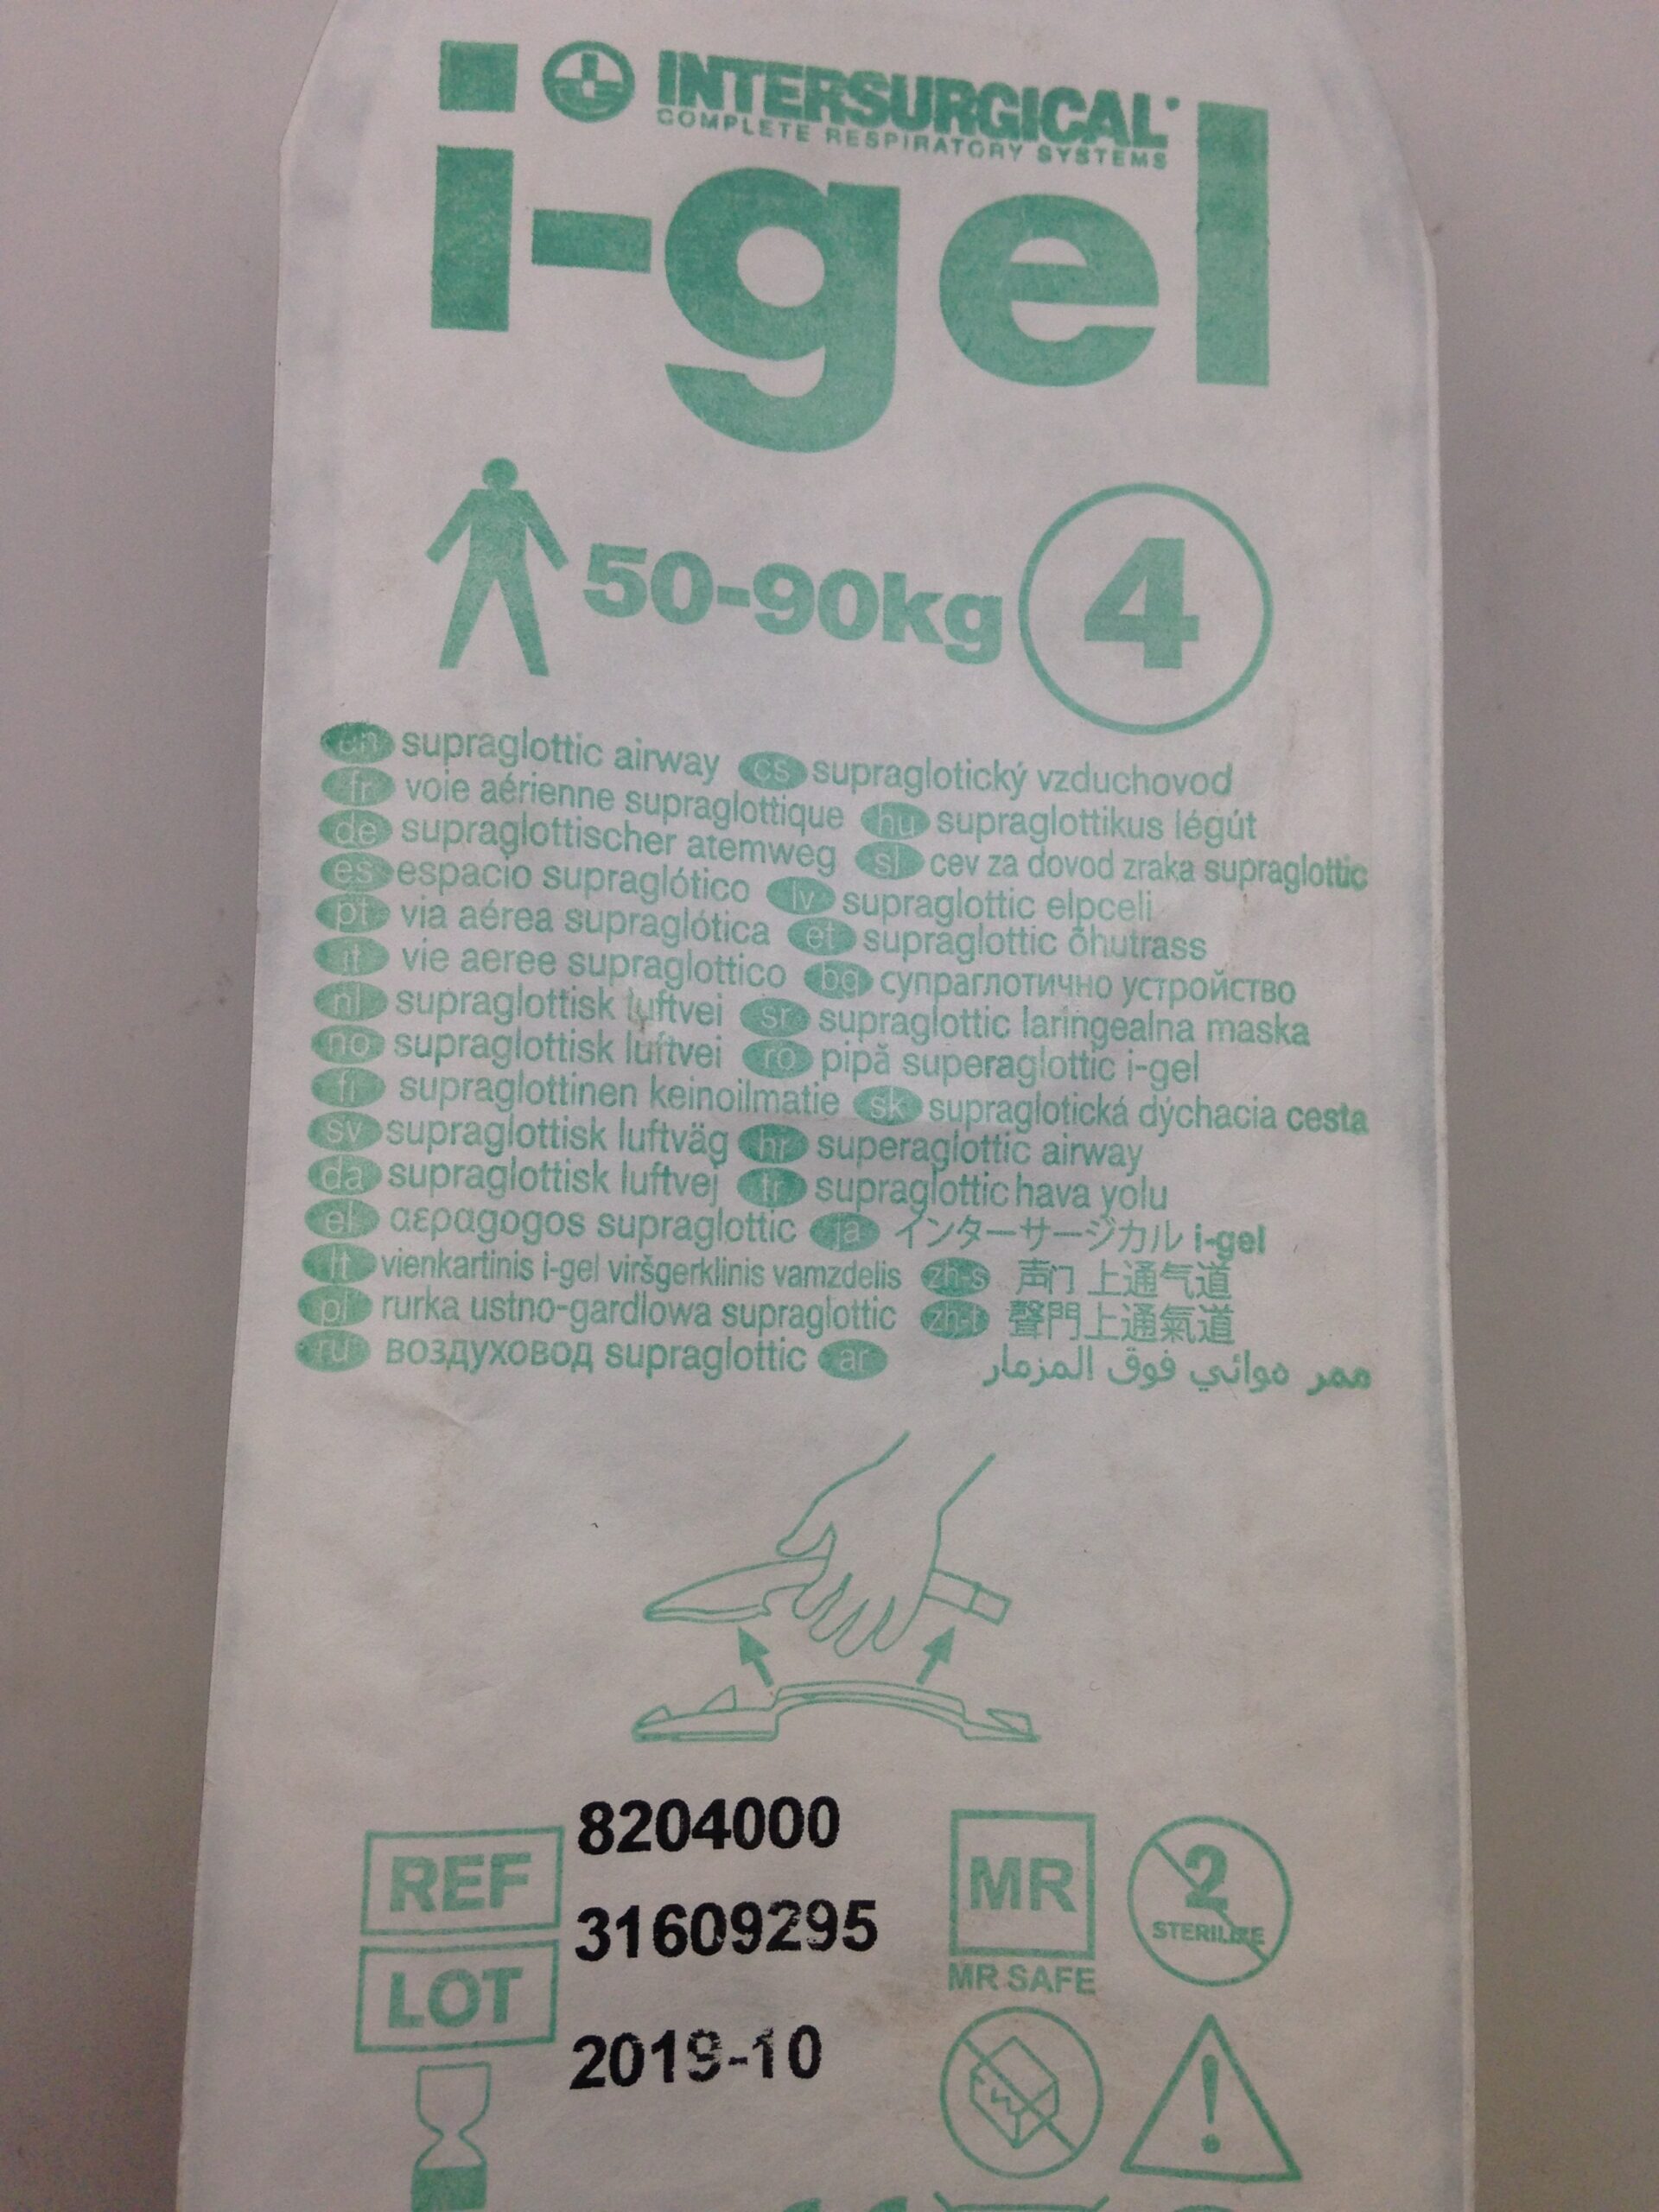 INTERSURGICAL
COMPLETE RESPIRATORY SYSTEMS
i-gel
50-90kg 4
en supraglottic airway cs supraglotický vzduchovod
fr voie aérienne supraglottique hu supraglottikus légút
de supraglottischer atemweg sl cev za dovod zraka supraglottic
es espacio supraglótico lv supraglottic elpceli
pt via aérea supraglótica et supraglottic õhutrass
it vie aeree supraglottico bg супраглотично устройство
nl supraglottisk luftvei sr supraglottic laringealna maska
no supraglottisk luftvei ro pipă superaglottic i-gel
fi supraglottinen keinoilmatie sk supraglotická dýchacia cesta
sv supraglottisk luftväg hr superaglottic airway
da supraglottisk luftvej tr supraglottic hava yolu
el αεραgogos supraglottic ja インターサージカル i-gel
lt vienkartinis i-gel viršgerklinis vamzdelis zh-s 声门 上通气道
pl rurka ustno-gardlowa supraglottic zh-t 聲門上通氣道
ru воздуховод supraglottic ar ممر هوائي فوق المزمار
REF 8204000
LOT 31609295
2019-10
MR
MR SAFE
2
STERILIZE